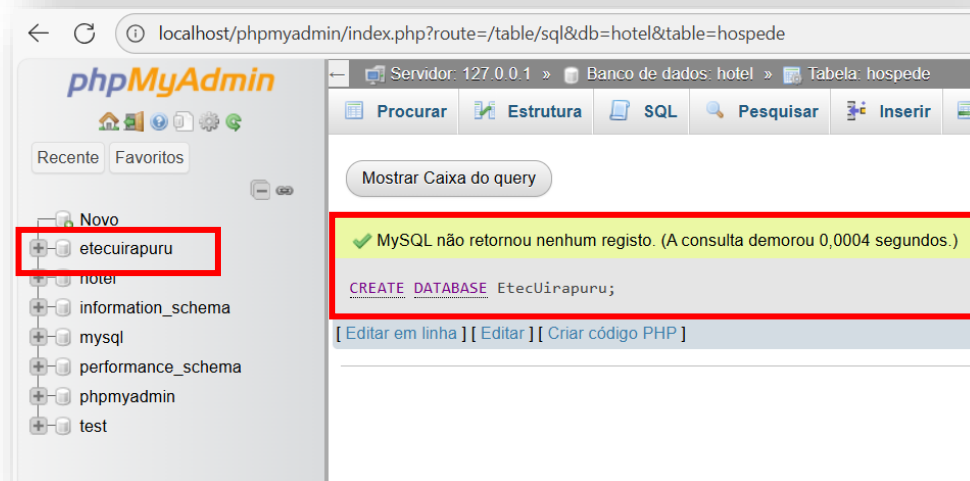 localhost/phpmyadmin/index.php?route=/table/sql&db=hotel&table=hospede
phpMyAdmin
Recente Favoritos
Novo
etecuirapuru
hotel
information_schema
mysql
performance_schema
phpmyadmin
test
Servidor: 127.0.0.1 » Banco de dados: hotel » Tabela: hospede
Procurar Estrutura SQL Pesquisar Inserir
Mostrar Caixa do query
MySQL não retornou nenhum registo. (A consulta demorou 0,0004 segundos.)
CREATE DATABASE EtecUirapuru;
[ Editar em linha ] [ Editar ] [ Criar código PHP ]